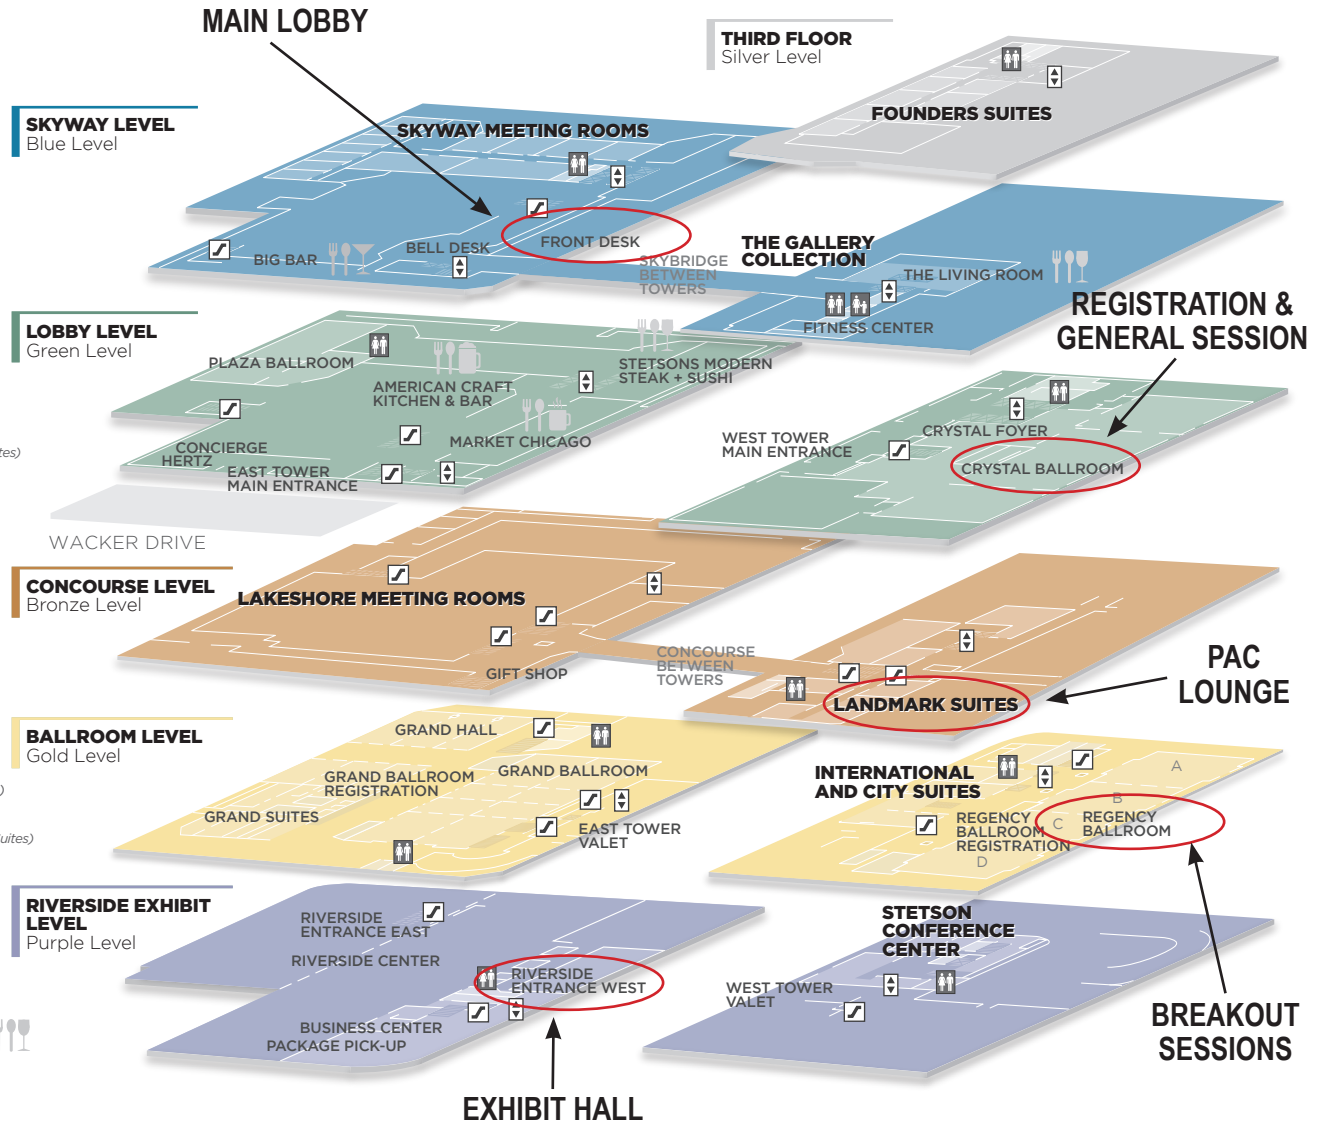 MAIN LOBBY
THIRD FLOOR
Silver Level
FOUNDERS SUITES
SKYWAY LEVEL
Blue Level
SKYWAY MEETING ROOMS
FRONT DESK
BELL DESK
BIG BAR
SKYBRIDGE
BETWEEN
TOWERS
THE GALLERY
COLLECTION
THE LIVING ROOM
FITNESS CENTER
REGISTRATION &
GENERAL SESSION
LOBBY LEVEL
Green Level
PLAZA BALLROOM
AMERICAN CRAFT
KITCHEN & BAR
STETSONS MODERN
STEAK + SUSHI
MARKET CHICAGO
CONCIERGE
HERTZ
EAST TOWER
MAIN ENTRANCE
WEST TOWER
MAIN ENTRANCE
CRYSTAL FOYER
CRYSTAL BALLROOM
tes)
WACKER DRIVE
CONCOURSE LEVEL
Bronze Level
LAKESHORE MEETING ROOMS
GIFT SHOP
CONCOURSE
BETWEEN
TOWERS
LANDMARK SUITES
PAC
LOUNGE
BALLROOM LEVEL
Gold Level
GRAND HALL
GRAND BALLROOM
REGISTRATION
GRAND BALLROOM
GRAND SUITES
EAST TOWER
VALET
INTERNATIONAL
AND CITY SUITES
A
B
C
D
REGENCY
BALLROOM
REGISTRATION
REGENCY
BALLROOM
)
uites)
RIVERSIDE EXHIBIT
LEVEL
Purple Level
RIVERSIDE
ENTRANCE EAST
RIVERSIDE CENTER
RIVERSIDE
ENTRANCE WEST
BUSINESS CENTER
PACKAGE PICK-UP
STETSON
CONFERENCE
CENTER
WEST TOWER
VALET
BREAKOUT
SESSIONS
EXHIBIT HALL